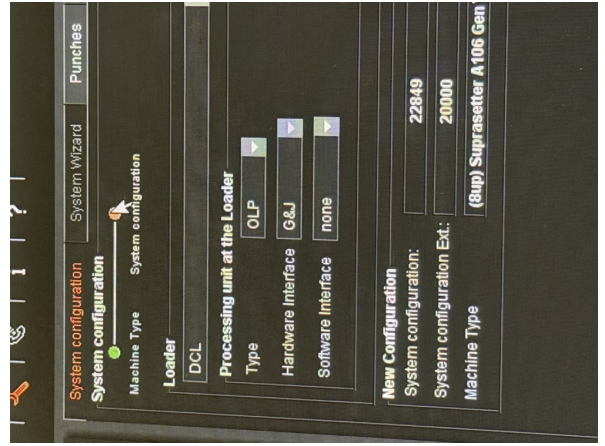 ? i
System configuration System Wizard Punches
System configuration
Machine Type System configuration
Loader
DCL
Processing unit at the Loader
Type OLP
Hardware Interface G&J
Software Interface none
New Configuration
System configuration: 22849
System configuration Ext.: 20000
Machine Type (8up) Suprasetter A106 Gen